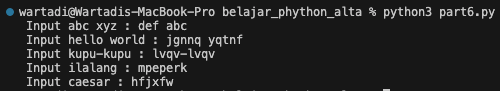 wartadi@Wartadis-MacBook-Pro belajar_phython_alta % python3 part6.py
Input abc xyz : def abc
Input hello world : jgnnq yqtnf
Input kupu-kupu : lvqv-lvqv
Input ilalang : mpeperk
Input caesar : hfjxfw